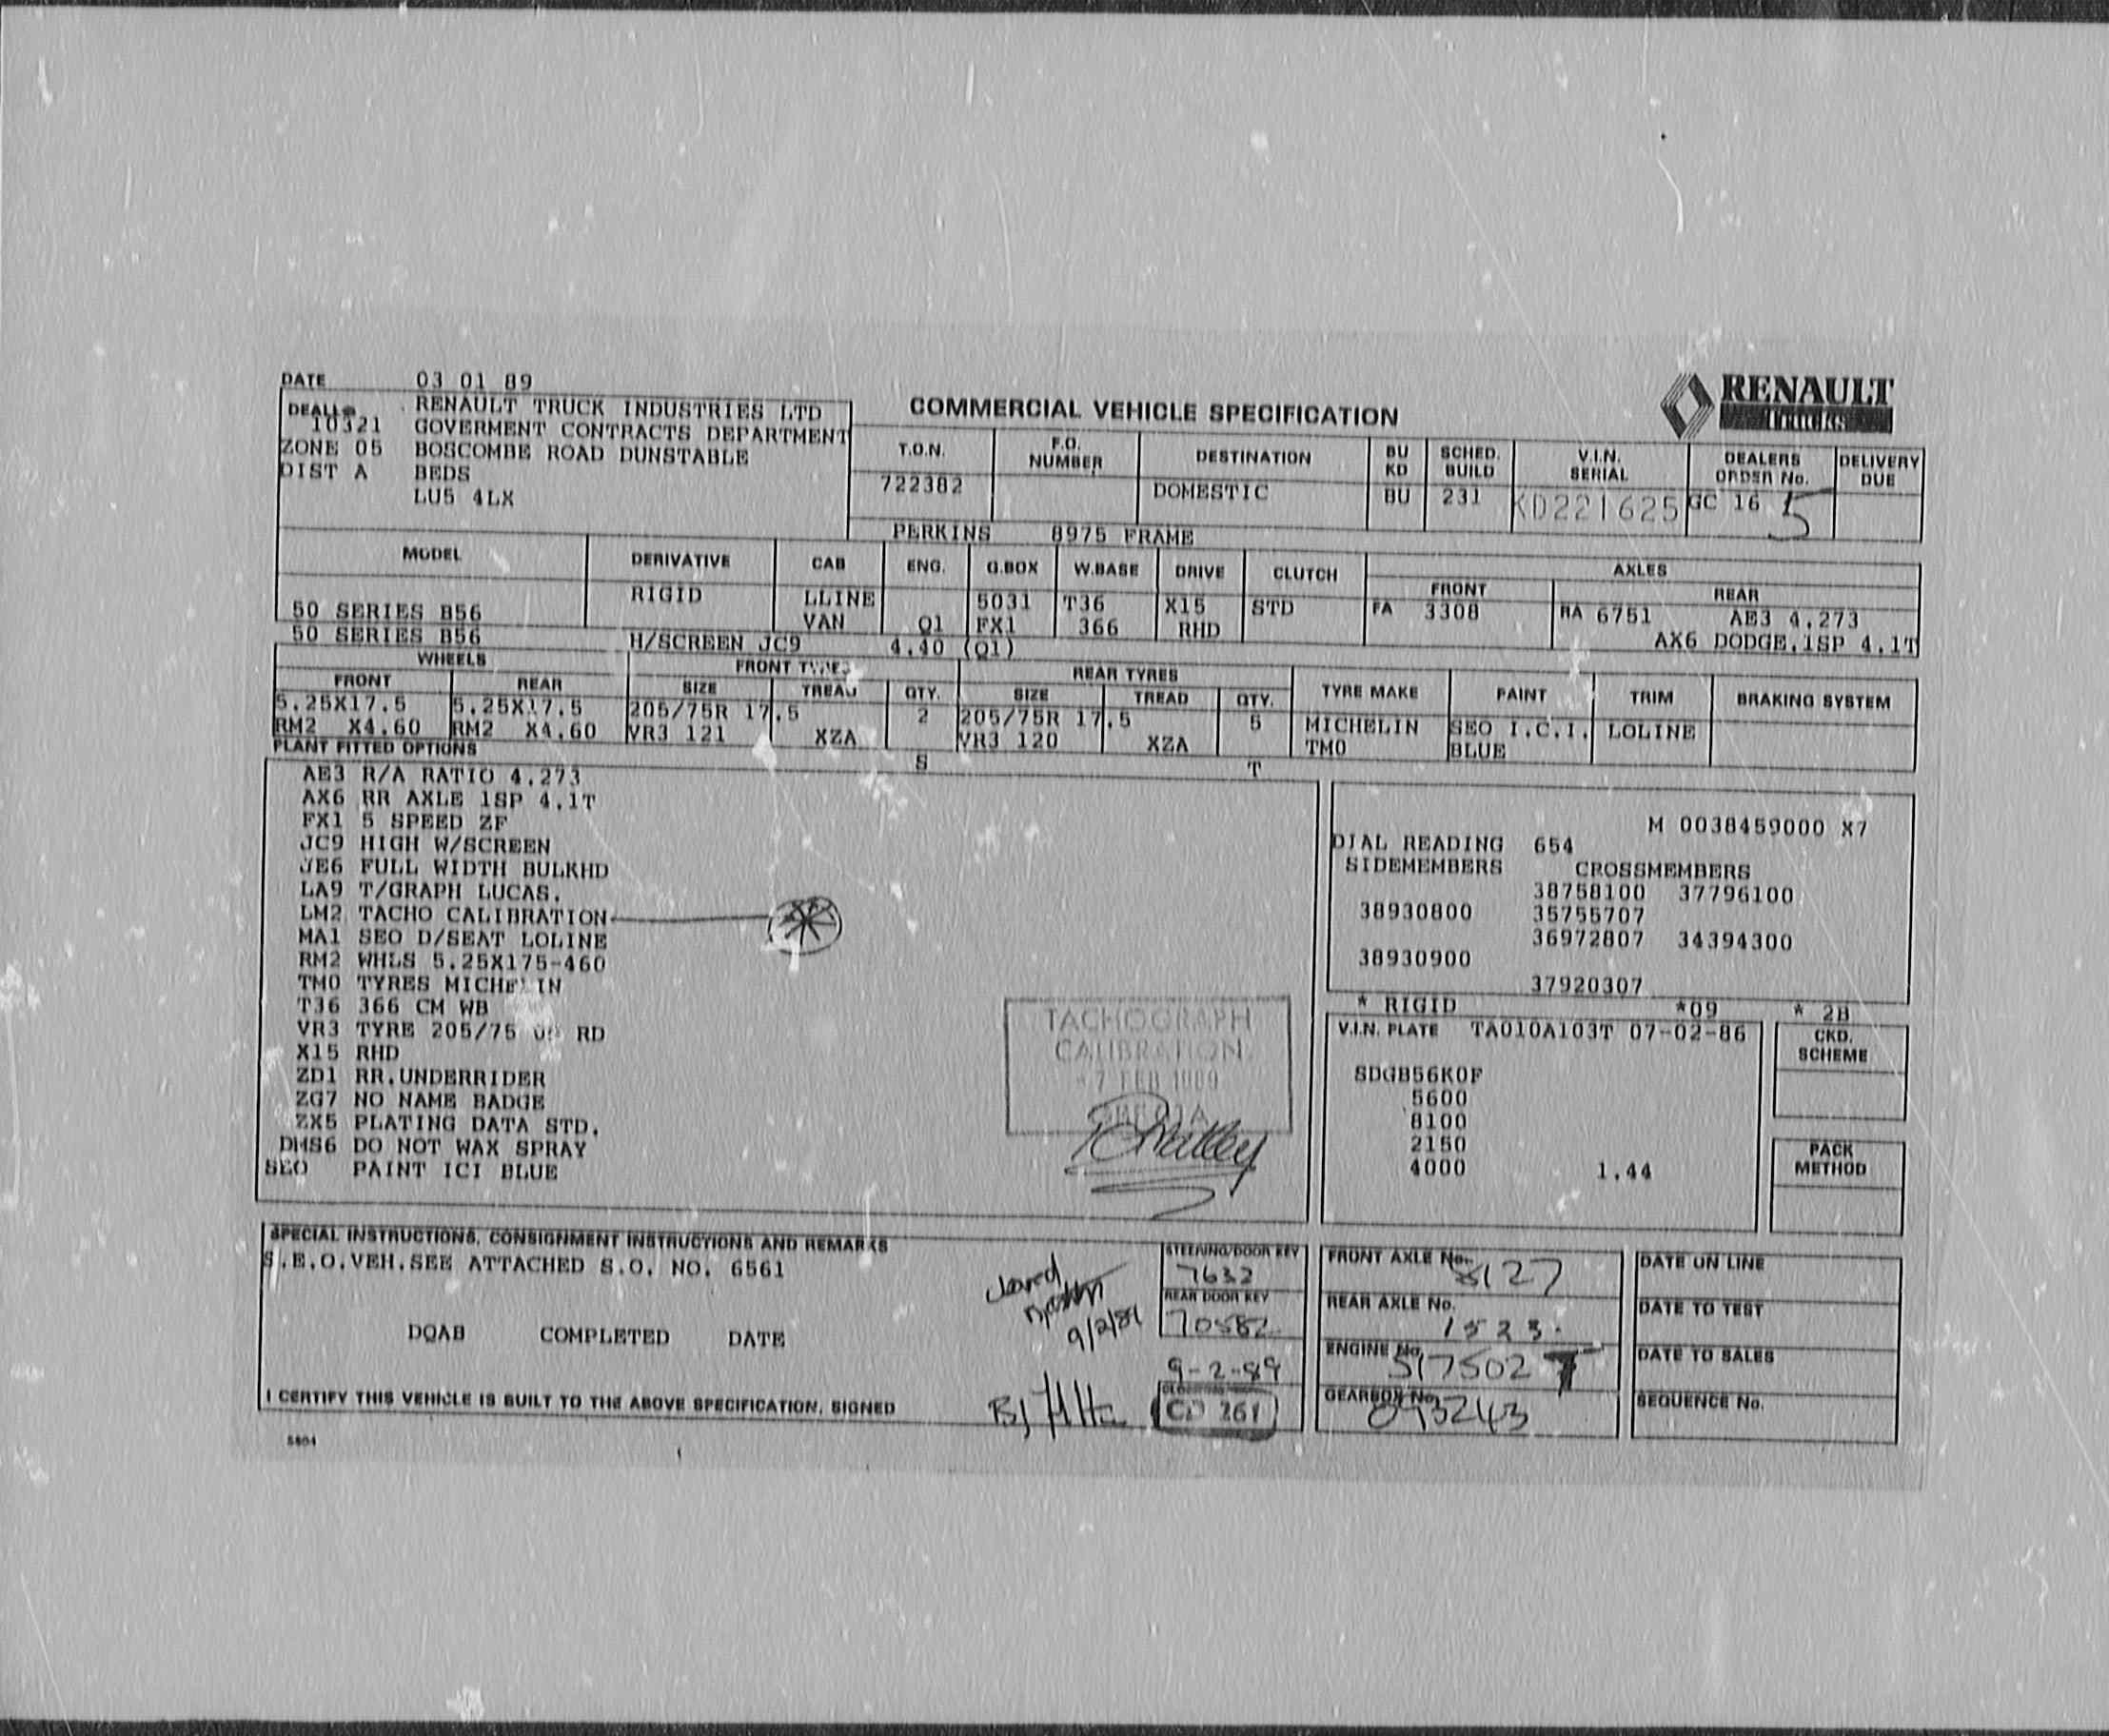 DATE 03 01 89
RENAULT TRUCK INDUSTRIES LTD
10321 GOVERMENT CONTRACTS DEPARTMENT
ZONE 05 BOSCOMBE ROAD DUNSTABLE
DIST A BEDS
LU5 4LX
COMMERCIAL VEHICLE SPECIFICATION
RENAULT
TRUCKS
T.O.N. F.O. NUMBER DESTINATION BU KD SCHED. BUILD V.I.N. SERIAL DEALERS ORDER No. DELIVERY DUE
722382 DOMESTIC BU 231 KD221625 GC 16 5
PERKINS 8975 FRAME
MODEL DERIVATIVE CAB ENG. G.BOX W.BASE DRIVE CLUTCH AXLES
FRONT REAR
RIGID LLINE 5031 T36 X15 STD FA 3308 RA 6751 AE3 4.273
50 SERIES B56 VAN Q1 FX1 366 RHD AX6 DODGE,1SP 4.1T
50 SERIES B56 H/SCREEN JC9 4.40 (Q1)
WHEELS FRONT REAR TYRES
FRONT REAR SIZE TREAD QTY. SIZE TREAD QTY. TYRE MAKE PAINT TRIM BRAKING SYSTEM
5.25X17.5 5.25X17.5 205/75R 17.5 2 205/75R 17.5 5 MICHELIN SEO I.C.I. LOLINE
RM2 X4.60 RM2 X4.60 VR3 121 XZA VR3 120 XZA TM0 BLUE
PLANT FITTED OPTIONS S T
AE3 R/A RATIO 4.273
AX6 RR AXLE 1SP 4.1T
FX1 5 SPEED ZF
JC9 HIGH W/SCREEN
JE6 FULL WIDTH BULKHD
LA9 T/GRAPH LUCAS.
LM2 TACHO CALIBRATION
MA1 SEO D/SEAT LOLINE
RM2 WHLS 5.25X175-460
TM0 TYRES MICHELIN
T36 366 CM WB
VR3 TYRE 205/75 RD
X15 RHD
ZD1 RR.UNDERRIDER
ZG7 NO NAME BADGE
ZX5 PLATING DATA STD.
DMS6 DO NOT WAX SPRAY
SEO PAINT ICI BLUE
TACHOGRAPH
CALIBRATION
- 7 FEB 1989
M 0038459000 X7
DIAL READING 654
SIDEMEMBERS CROSSMEMBERS
38758100 37796100
38930800 35755707
36972807 34394300
38930900
37920307
* RIGID *09 * 2B
V.I.N. PLATE TA010A103T 07-02-86
SDGB56K0F
5600
8100
2150
4000 1.44
CKD. SCHEME
PACK METHOD
SPECIAL INSTRUCTIONS, CONSIGNMENT INSTRUCTIONS AND REMARKS
S.E.O.VEH.SEE ATTACHED S.O. NO. 6561
DQAB COMPLETED DATE
9/2/89
I CERTIFY THIS VEHICLE IS BUILT TO THE ABOVE SPECIFICATION, SIGNED
STEERING/DOOR KEY
7632
REAR DOOR KEY
70582
9-2-89
CD 261
FRONT AXLE No. 8127
REAR AXLE No. 1523.
ENGINE No. 517502 T
GEARBOX No. 093243
DATE ON LINE
DATE TO TEST
DATE TO SALES
SEQUENCE No.
5804